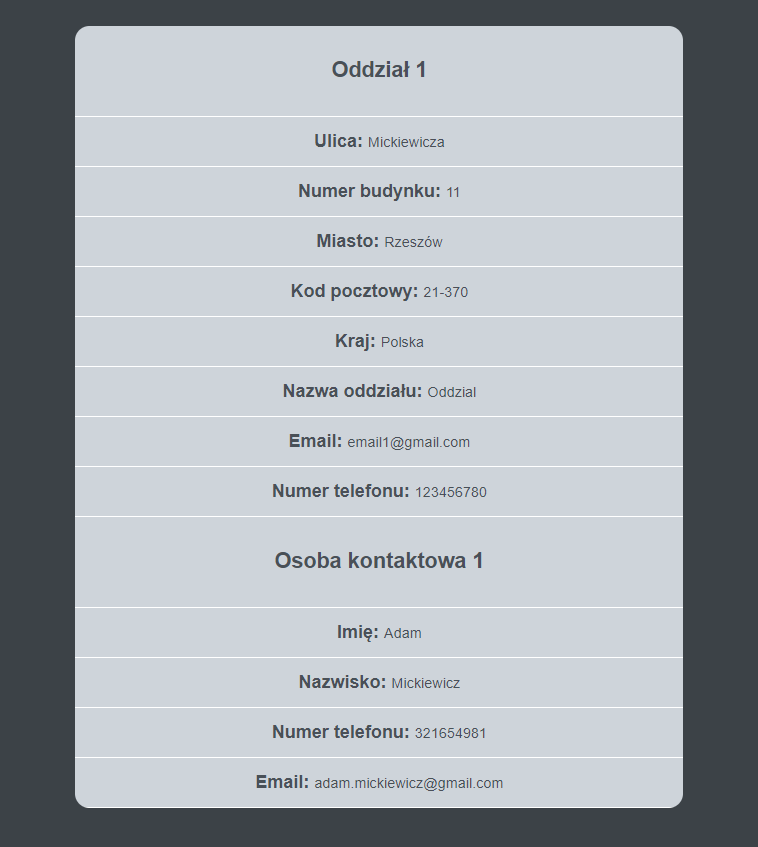 Oddział 1
Ulica: Mickiewicza
Numer budynku: 11
Miasto: Rzeszów
Kod pocztowy: 21-370
Kraj: Polska
Nazwa oddziału: Oddzial
Email: email1@gmail.com
Numer telefonu: 123456780
Osoba kontaktowa 1
Imię: Adam
Nazwisko: Mickiewicz
Numer telefonu: 321654981
Email: adam.mickiewicz@gmail.com